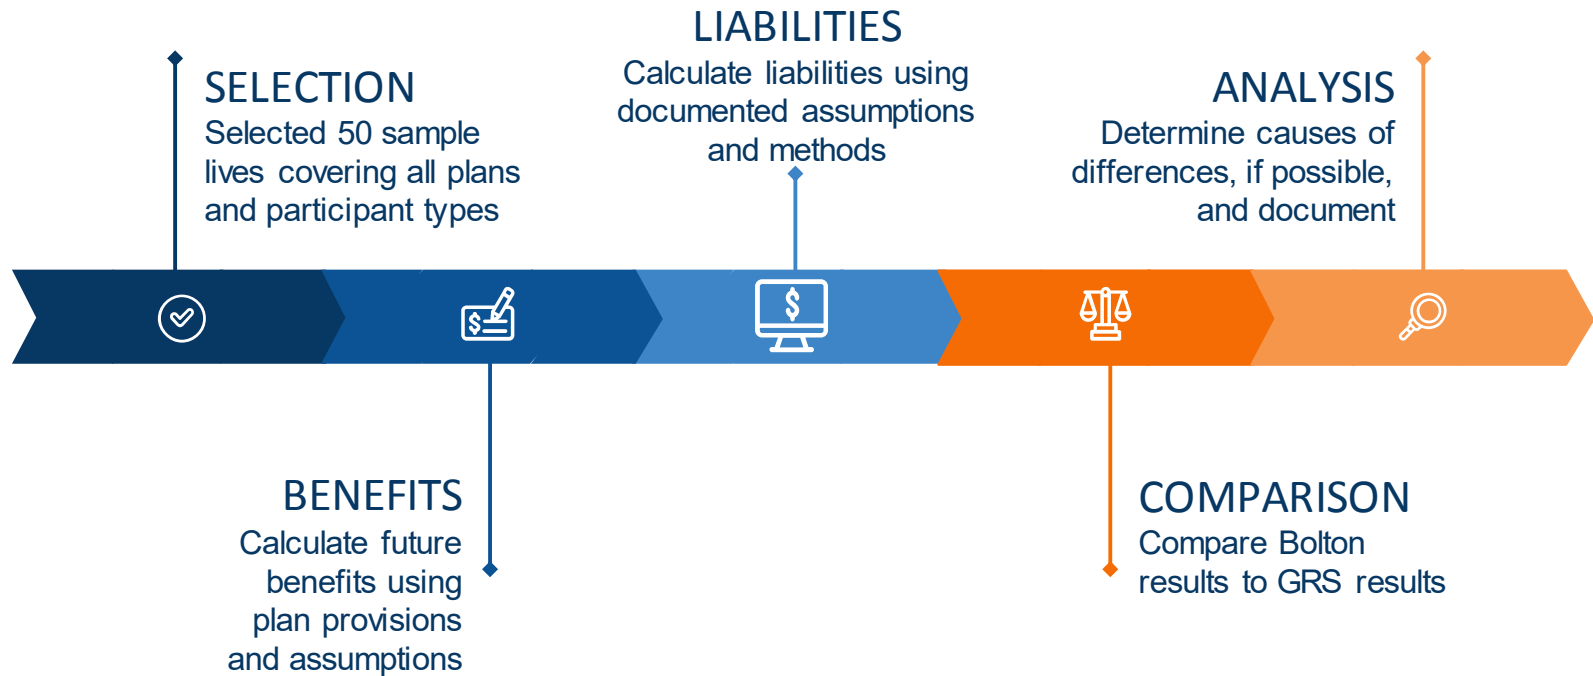 SELECTION
Selected 50 sample
lives covering all plans
and participant types
BENEFITS
Calculate future
benefits using
plan provisions
and assumptions
LIABILITIES
Calculate liabilities using
documented assumptions
and methods
$
$
COMPARISON
Compare Bolton
results to GRS results
ANALYSIS
Determine causes of
differences, if possible,
and document